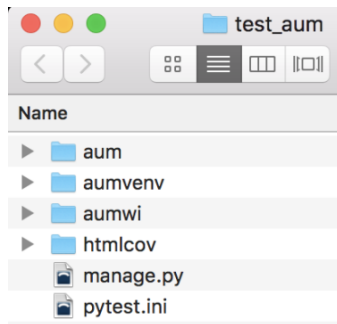 test_aum
Name
aum
aumvenv
aumwi
htmlcov
manage.py
pytest.ini